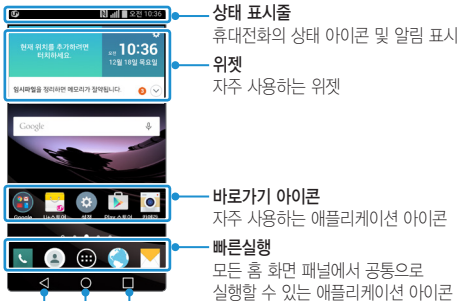 오전 10:36
상태 표시줄
휴대전화의 상태 아이콘 및 알림 표시
현재 위치를 추가하려면
터치하세요.
오전 10:36
12월 18일 목요일
위젯
자주 사용하는 위젯
임시파일을 정리하면 메모리가 절약됩니다.
Google
바로가기 아이콘
자주 사용하는 애플리케이션 아이콘
Google
설정
Play 스토어
카메라
빠른실행
모든 홈 화면 패널에서 공통으로
실행할 수 있는 애플리케이션 아이콘